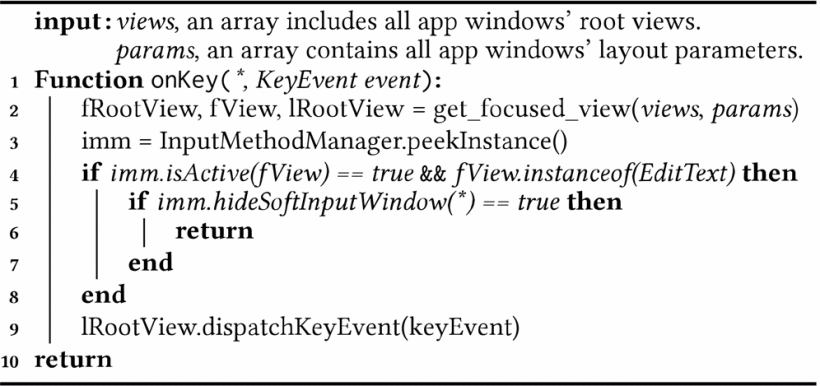 input: views, an array includes all app windows’ root views.
params, an array contains all app windows’ layout parameters.
1 Function onKey(*, KeyEvent event):
2 fRootView, fView, lRootView = get_focused_view(views, params)
3 imm = InputMethodManager.peekInstance()
4 if imm.isActive(fView) == true && fView.instanceof(EditText) then
5 if imm.hideSoftInputWindow(*) == true then
6 return
7 end
8 end
9 lRootView.dispatchKeyEvent(keyEvent)
10 return